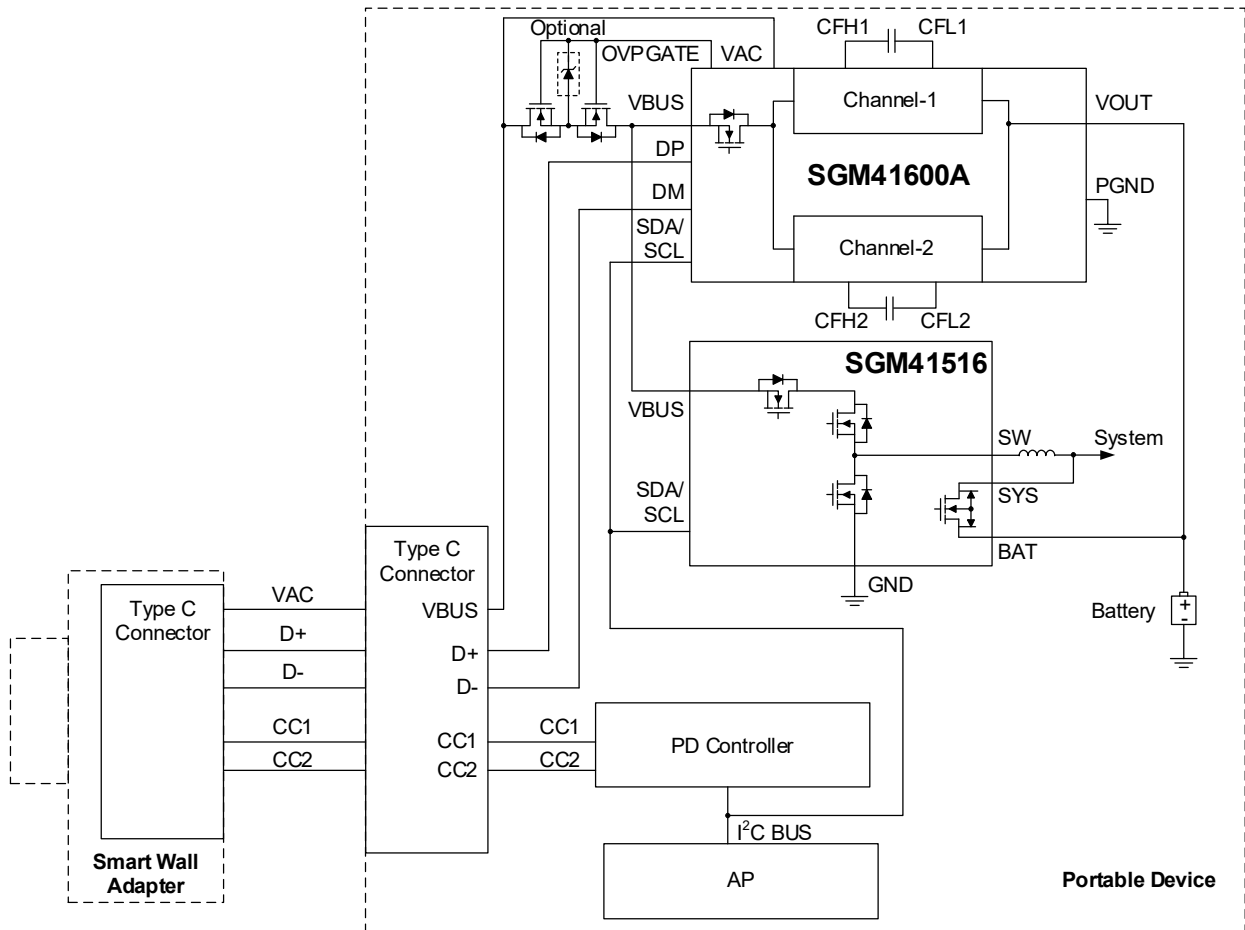 Optional
CFH1
CFL1
OVPGATE
VAC
VBUS
Channel-1
VOUT
DP
SGM41600A
DM
PGND
SDA/
SCL
Channel-2
CFH2
CFL2
SGM41516
VBUS
SW
System
SDA/
SCL
SYS
BAT
GND
Battery
+
-
Type C
Connector
VBUS
D+
D-
CC1
CC2
Type C
Connector
VAC
D+
D-
CC1
CC2
CC1
CC2
PD Controller
I²C BUS
AP
Smart Wall
Adapter
Portable Device